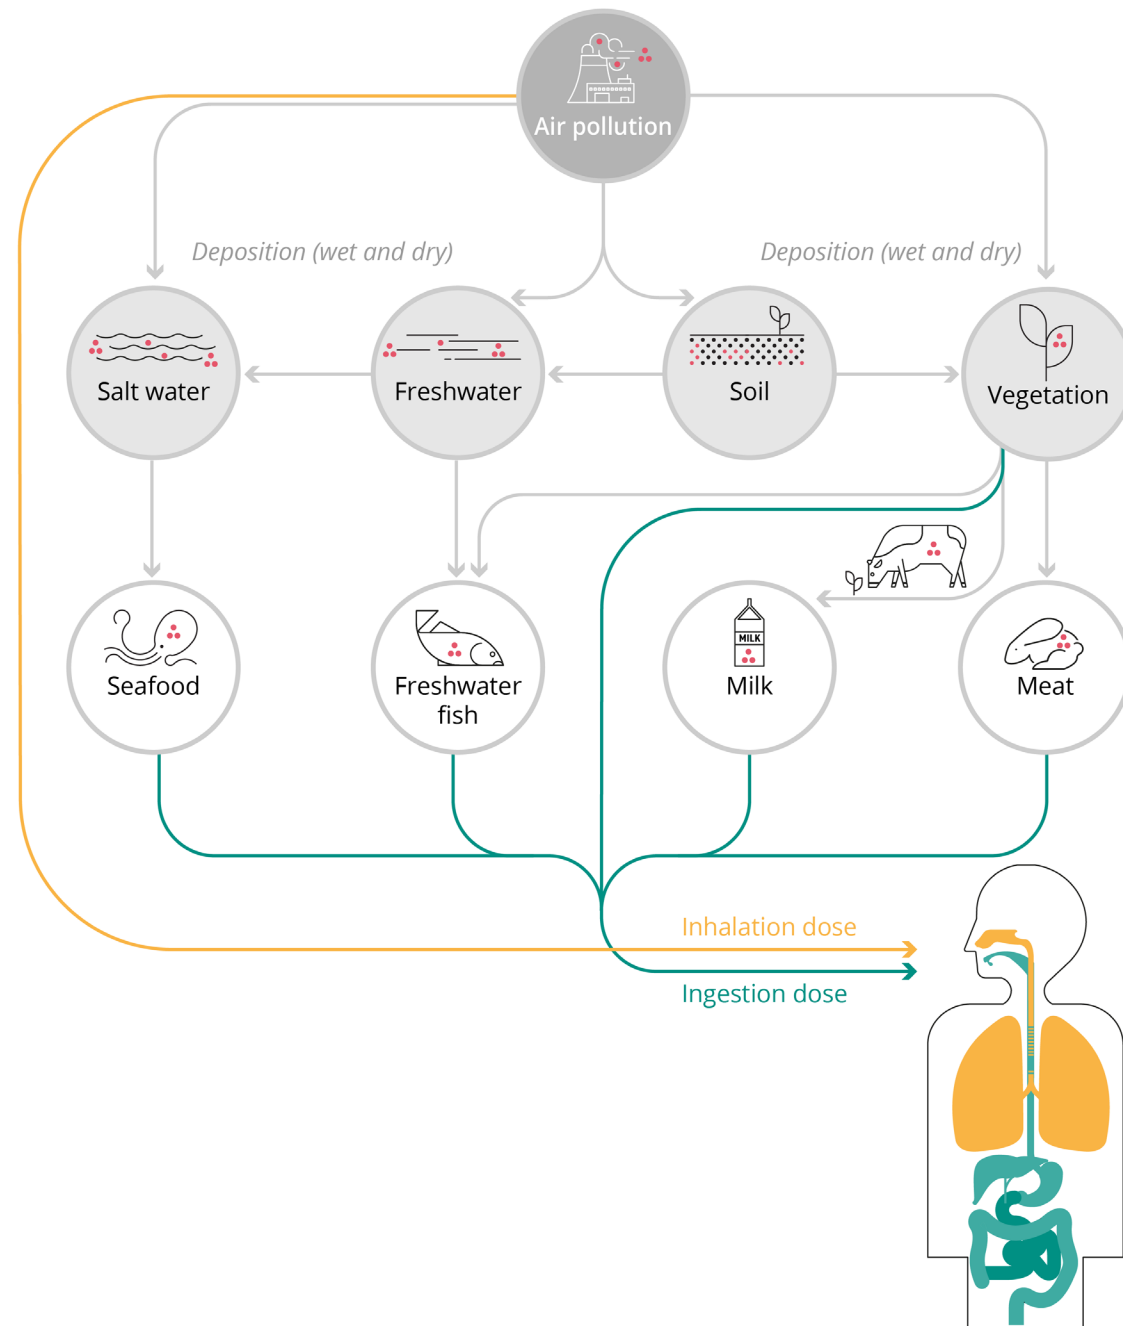 Air pollution
Deposition (wet and dry)
Deposition (wet and dry)
Salt water
Freshwater
Soil
Vegetation
Seafood
Freshwater
fish
MILK
Milk
Meat
Inhalation dose
Ingestion dose